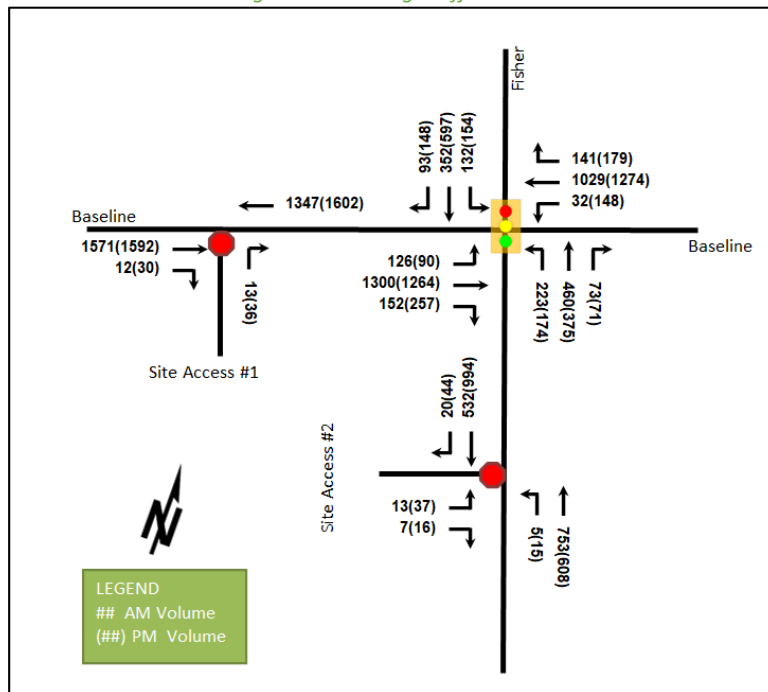 Fisher
93(148)
352(597)
132(154)
141(179)
1029(1274)
32(148)
1347(1602)
Baseline
1571(1592)
12(30)
13(36)
Site Access #1
126(90)
1300(1264)
152(257)
223(174)
460(375)
73(71)
Baseline
20(44)
532(994)
Site Access #2
13(37)
7(16)
5(15)
753(608)
N
LEGEND
## AM Volume
(##) PM Volume